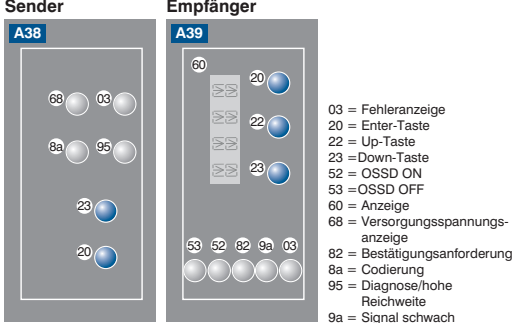 Sender Empfänger
A38 A39
60
20
68 03
22
8a 95
23
23
20
53 52 82 9a 03
03 = Fehleranzeige
20 = Enter-Taste
22 = Up-Taste
23 =Down-Taste
52 = OSSD ON
53 =OSSD OFF
60 = Anzeige
68 = Versorgungsspannungs-
anzeige
82 = Bestätigungsanforderung
8a = Codierung
95 = Diagnose/hohe
Reichweite
9a = Signal schwach